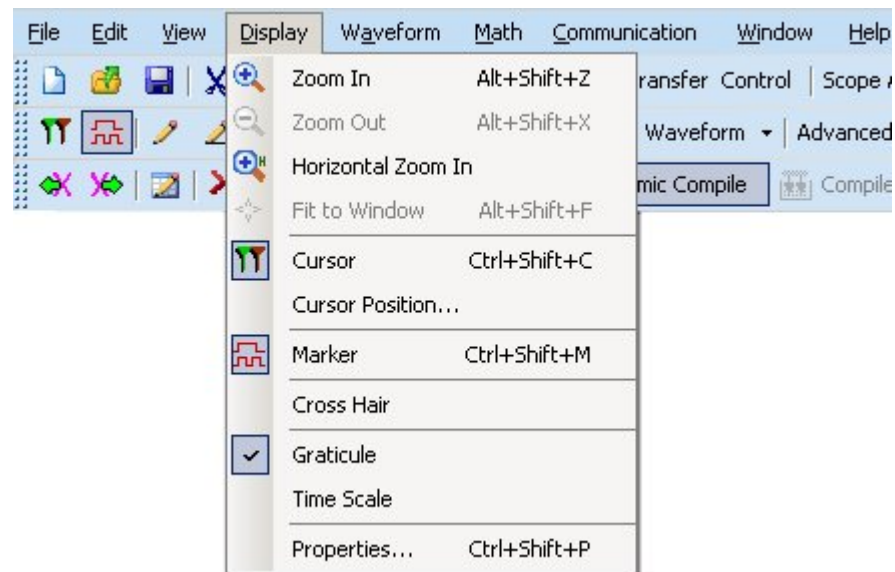 File Edit View Display Waveform Math Communication Window Help
Zoom In Alt+Shift+Z ransfer Control Scope
Zoom Out Alt+Shift+X Waveform Advanced
Horizontal Zoom In
mic Compile Compile
Fit to Window Alt+Shift+F
Cursor Ctrl+Shift+C
Cursor Position...
Marker Ctrl+Shift+M
Cross Hair
Graticule
Time Scale
Properties... Ctrl+Shift+P